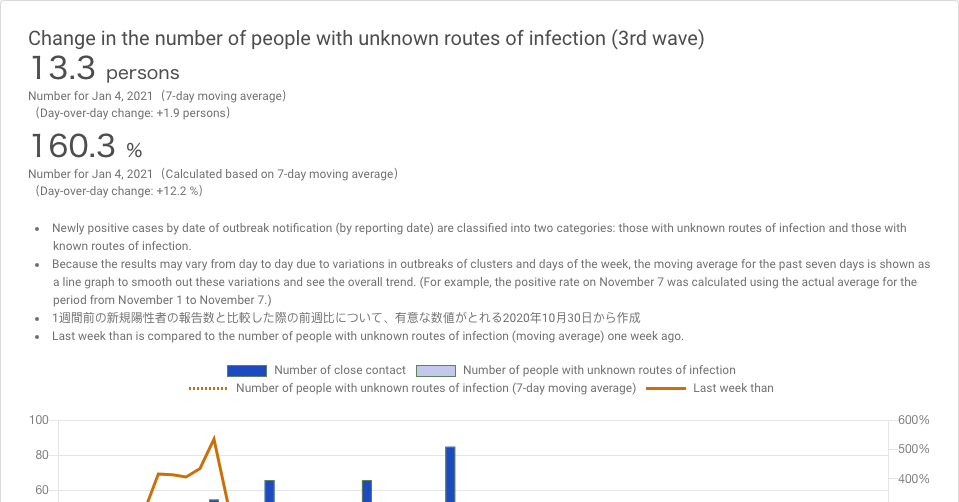 Change in the number of people with unknown routes of infection (3rd wave)
13.3 persons
Number for Jan 4, 2021（7-day moving average）
（Day-over-day change: +1.9 persons）
160.3 %
Number for Jan 4, 2021（Calculated based on 7-day moving average）
（Day-over-day change: +12.2 %）
• Newly positive cases by date of outbreak notification (by reporting date) are classified into two categories: those with unknown routes of infection and those with
known routes of infection.
• Because the results may vary from day to day due to variations in outbreaks of clusters and days of the week, the moving average for the past seven days is shown as
a line graph to smooth out these variations and see the overall trend. (For example, the positive rate on November 7 was calculated using the actual average for the
period from November 1 to November 7.)
• 1週間前の新規陽性者の報告数と比較した際の前週比について、有意な数値がとれる2020年10月30日から作成
• Last week than is compared to the number of people with unknown routes of infection (moving average) one week ago.
Number of close contact Number of people with unknown routes of infection
Number of people with unknown routes of infection (7-day moving average) Last week than
100 600%
80 500%
60 400%